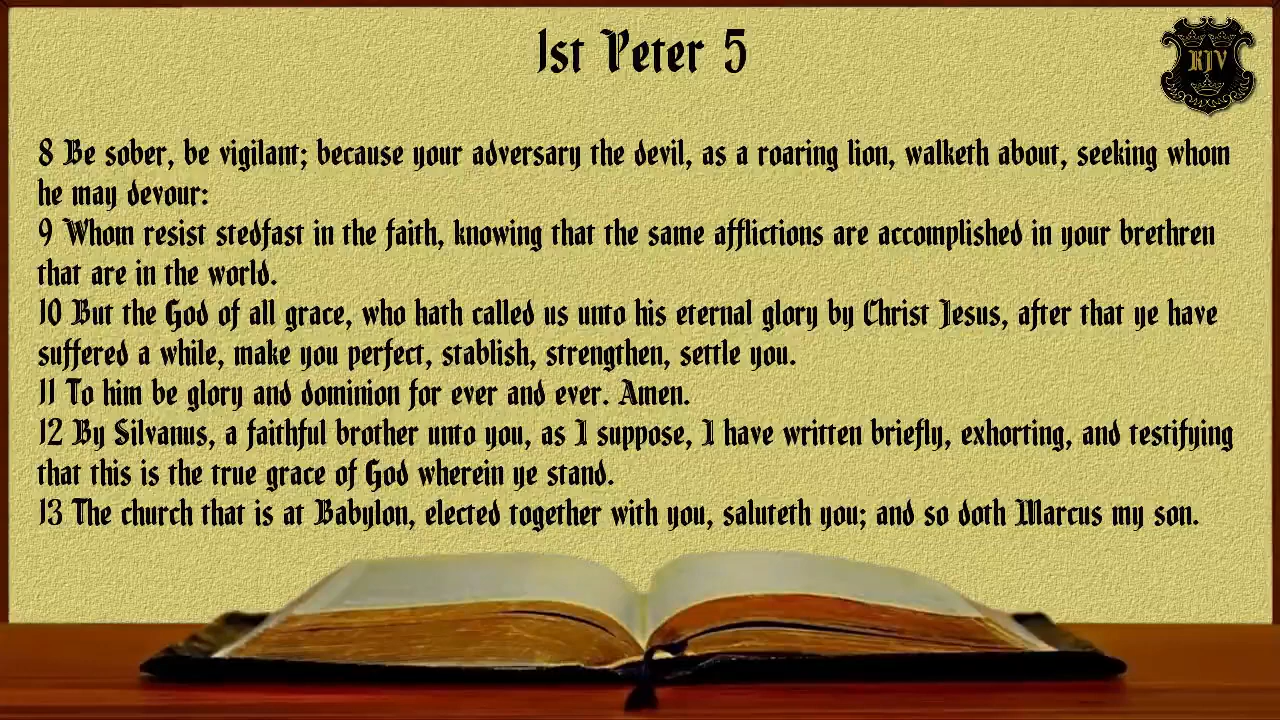 1st Peter 5
KJV
8 Be sober, be vigilant; because your adversary the devil, as a roaring lion, walketh about, seeking whom
he may devour:
9 Whom resist stedfast in the faith, knowing that the same afflictions are accomplished in your brethren
that are in the world.
10 But the God of all grace, who hath called us unto his eternal glory by Christ Jesus, after that ye have
suffered a while, make you perfect, stablish, strengthen, settle you.
11 To him be glory and dominion for ever and ever. Amen.
12 By Silvanus, a faithful brother unto you, as I suppose, I have written briefly, exhorting, and testifying
that this is the true grace of God wherein ye stand.
13 The church that is at Babylon, elected together with you, saluteth you; and so doth Marcus my son.